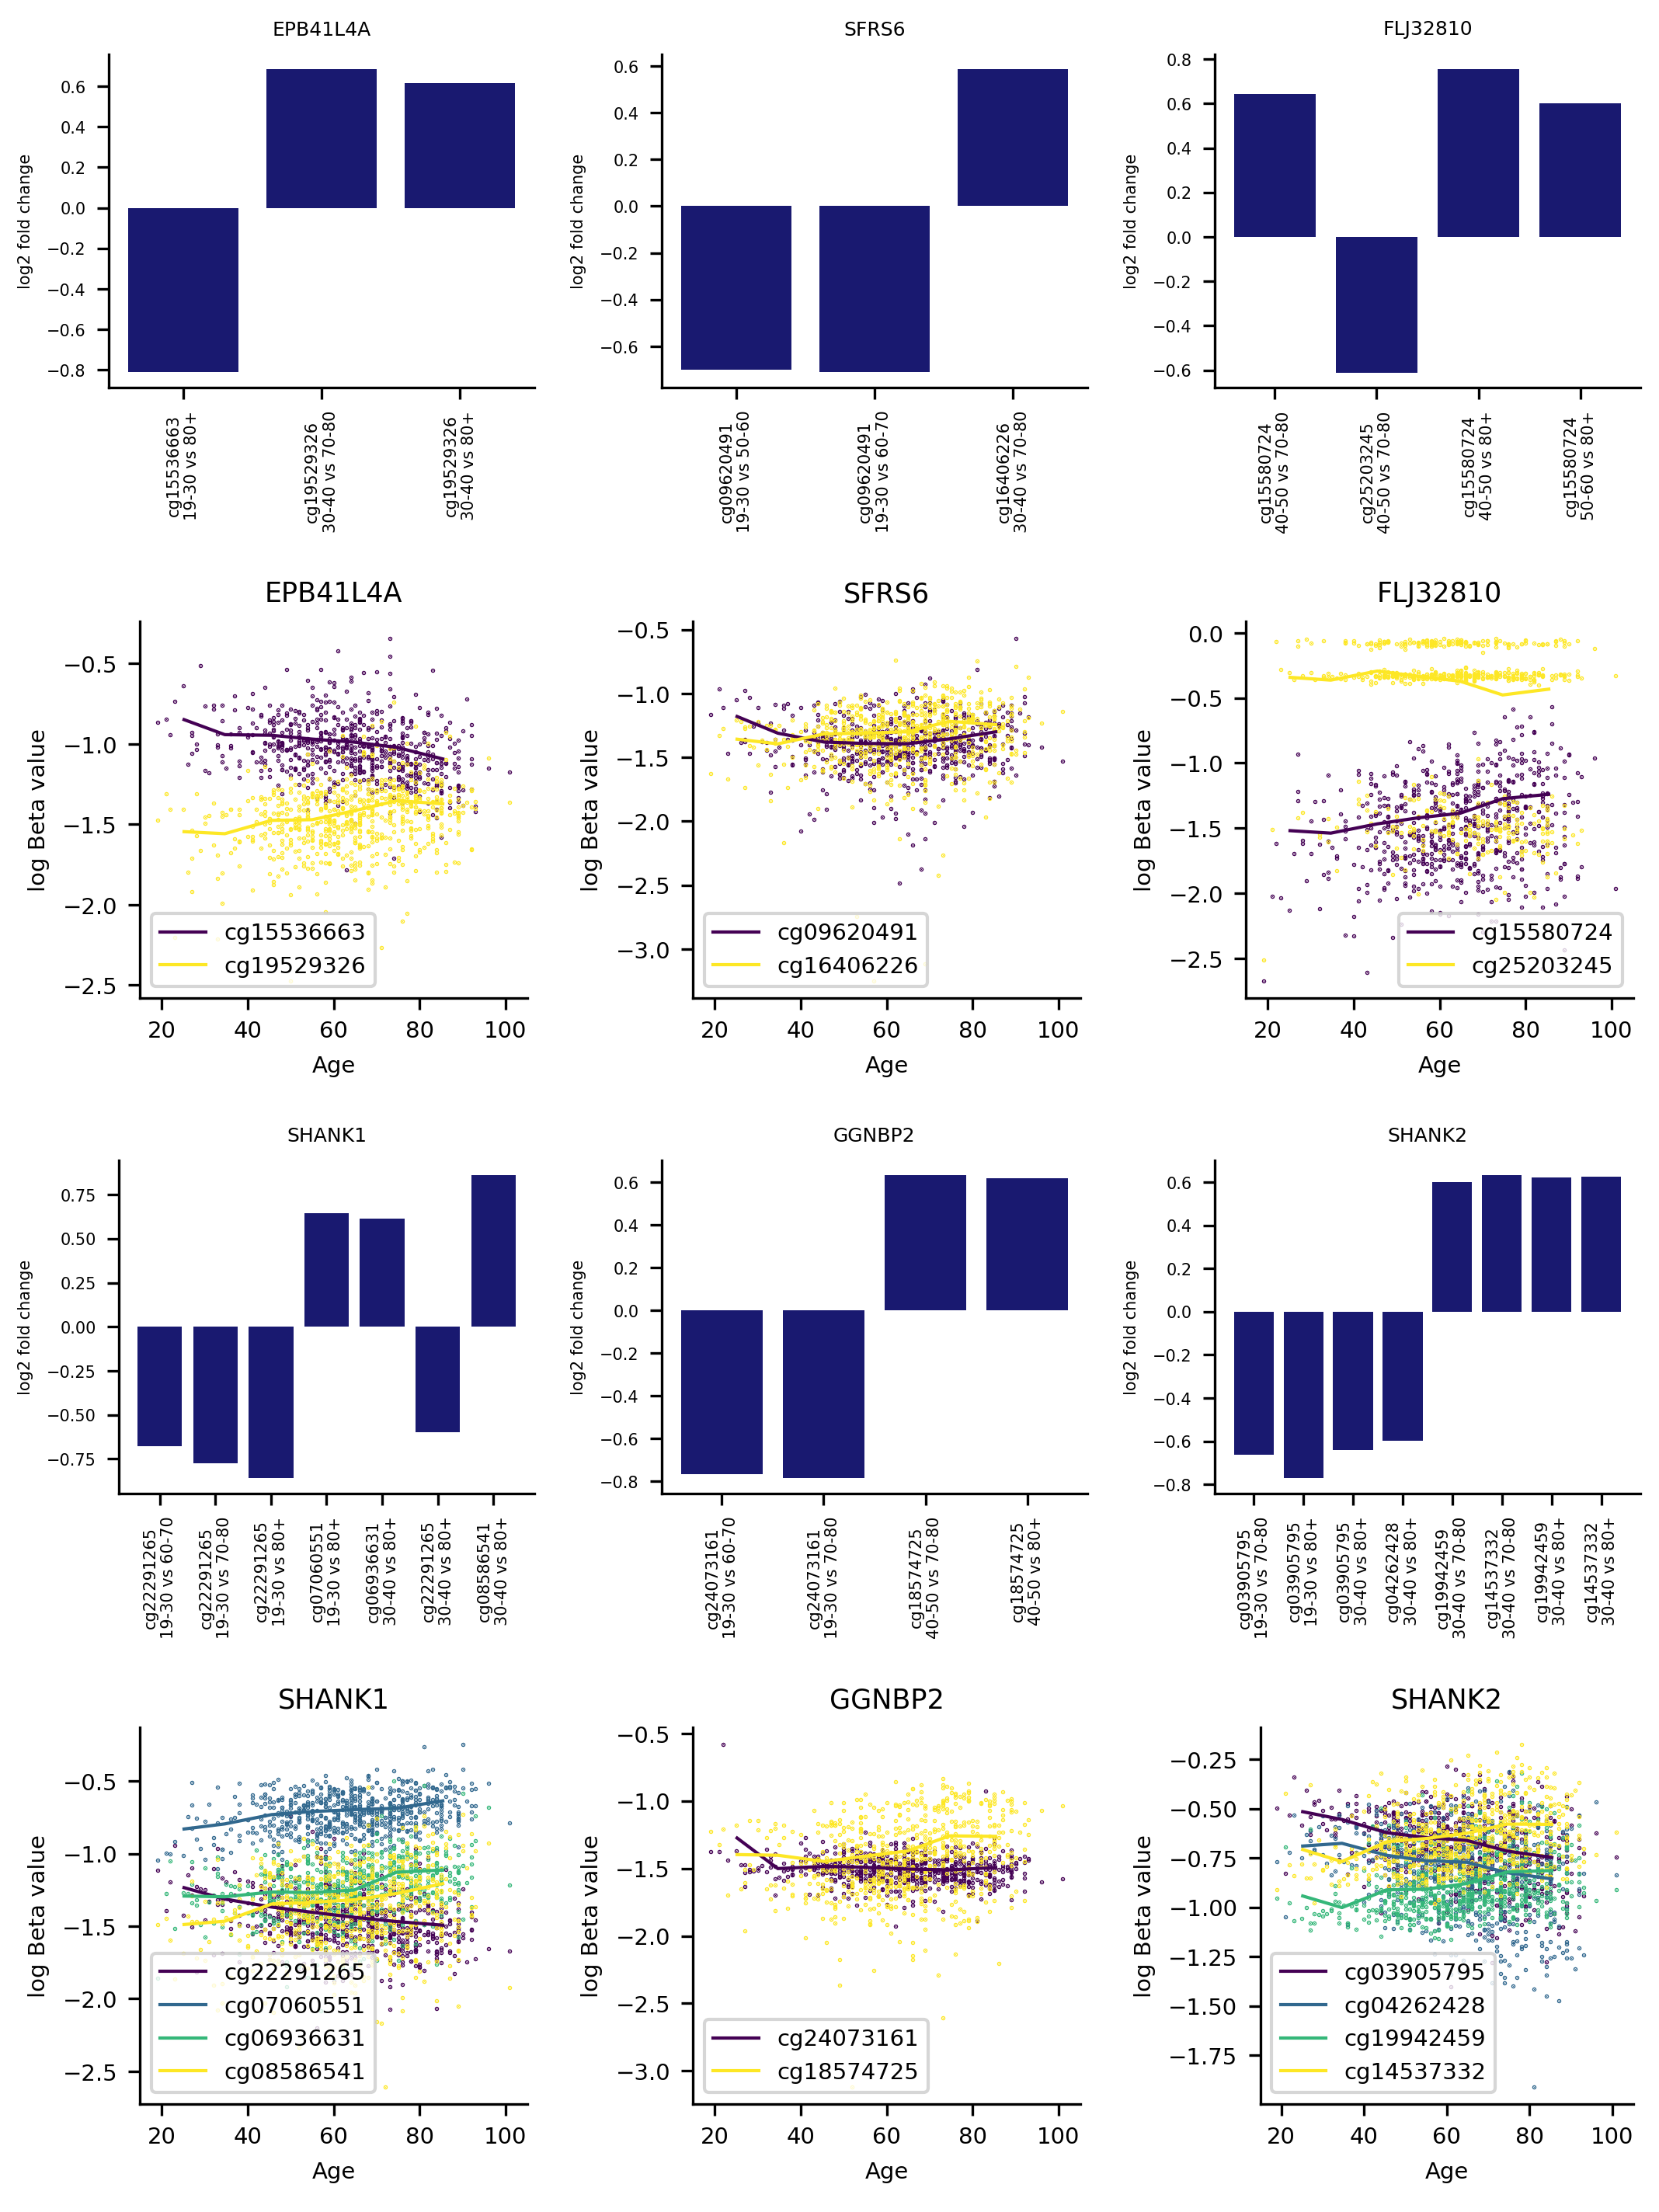 EPB41L4A
SFRS6
FLJ32810
log2 fold change
0.6
0.4
0.2
0.0
−0.2
−0.4
−0.6
−0.8
cg15536663
19-30 vs 80+
cg19529326
30-40 vs 70-80
cg19529326
30-40 vs 80+
log2 fold change
0.6
0.4
0.2
0.0
−0.2
−0.4
−0.6
cg09620491
19-30 vs 50-60
cg09620491
19-30 vs 60-70
cg16406226
30-40 vs 70-80
log2 fold change
0.8
0.6
0.4
0.2
0.0
−0.2
−0.4
−0.6
cg15580724
40-50 vs 70-80
cg25203245
40-50 vs 70-80
cg15580724
40-50 vs 80+
cg15580724
50-60 vs 80+
EPB41L4A
log Beta value
−0.5
−1.0
−1.5
−2.0
−2.5
cg15536663
cg19529326
20 40 60 80 100
Age
SFRS6
log Beta value
−0.5
−1.0
−1.5
−2.0
−2.5
−3.0
cg09620491
cg16406226
20 40 60 80 100
Age
FLJ32810
log Beta value
0.0
−0.5
−1.0
−1.5
−2.0
−2.5
cg15580724
cg25203245
20 40 60 80 100
Age
SHANK1
log2 fold change
0.75
0.50
0.25
0.00
−0.25
−0.50
−0.75
cg22291265
19-30 vs 60-70
cg22291265
19-30 vs 70-80
cg22291265
19-30 vs 80+
cg07060551
19-30 vs 80+
cg06936631
30-40 vs 80+
cg22291265
30-40 vs 80+
cg08586541
30-40 vs 80+
GGNBP2
log2 fold change
0.6
0.4
0.2
0.0
−0.2
−0.4
−0.6
−0.8
cg24073161
19-30 vs 60-70
cg24073161
19-30 vs 70-80
cg18574725
40-50 vs 70-80
cg18574725
40-50 vs 80+
SHANK2
log2 fold change
0.6
0.4
0.2
0.0
−0.2
−0.4
−0.6
−0.8
cg03905795
19-30 vs 70-80
cg03905795
19-30 vs 80+
cg03905795
30-40 vs 80+
cg04262428
30-40 vs 80+
cg19942459
30-40 vs 70-80
cg14537332
30-40 vs 70-80
cg19942459
30-40 vs 80+
cg14537332
30-40 vs 80+
SHANK1
log Beta value
−0.5
−1.0
−1.5
−2.0
−2.5
cg22291265
cg07060551
cg06936631
cg08586541
20 40 60 80 100
Age
GGNBP2
log Beta value
−0.5
−1.0
−1.5
−2.0
−2.5
−3.0
cg24073161
cg18574725
20 40 60 80 100
Age
SHANK2
log Beta value
−0.25
−0.50
−0.75
−1.00
−1.25
−1.50
−1.75
cg03905795
cg04262428
cg19942459
cg14537332
20 40 60 80 100
Age